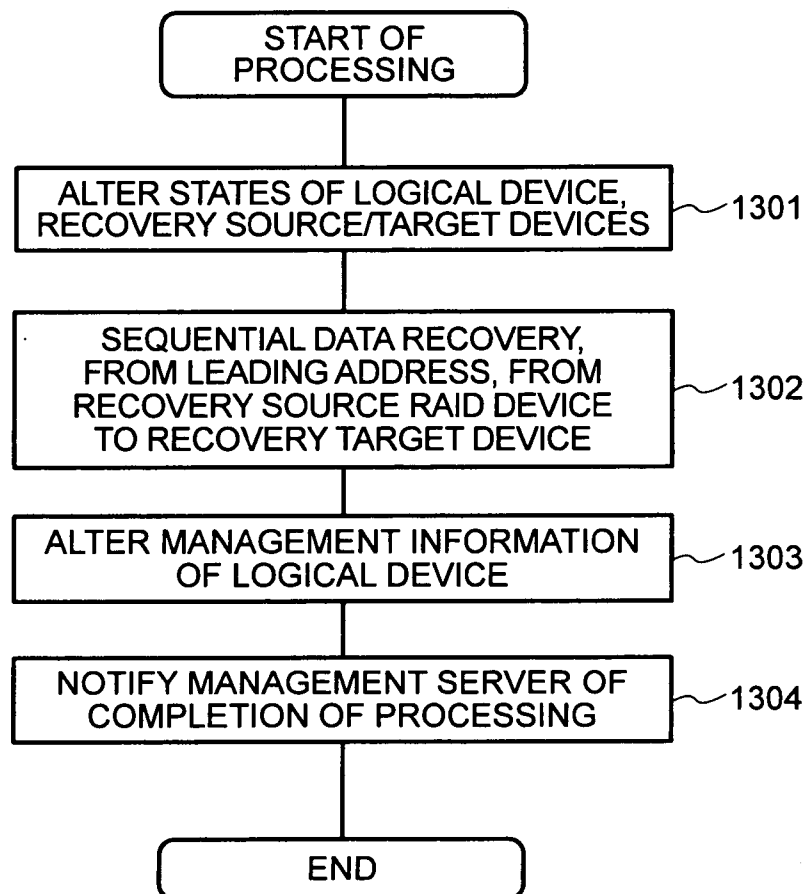 START OF
PROCESSING
ALTER STATES OF LOGICAL DEVICE,
RECOVERY SOURCE/TARGET DEVICES
1301
SEQUENTIAL DATA RECOVERY,
FROM LEADING ADDRESS, FROM
RECOVERY SOURCE RAID DEVICE
TO RECOVERY TARGET DEVICE
1302
ALTER MANAGEMENT INFORMATION
OF LOGICAL DEVICE
1303
NOTIFY MANAGEMENT SERVER OF
COMPLETION OF PROCESSING
1304
END